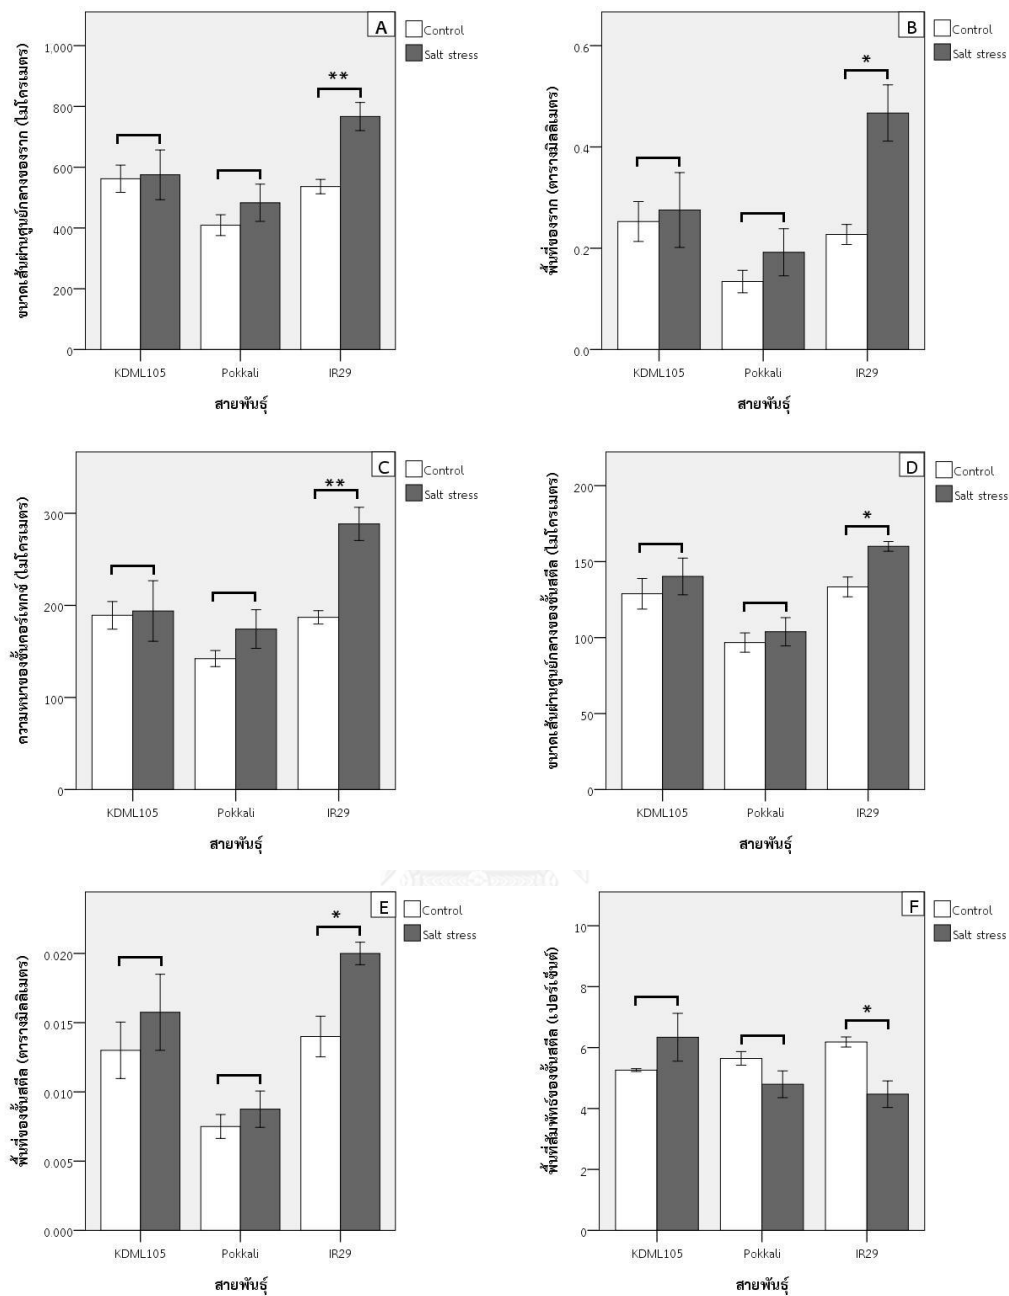 A
Control
Salt stress
**
1,000
800
600
400
200
0
ขนาดเส้นผ่านศูนย์กลางของราก (ไมโครเมตร)
KDML105 Pokkali IR29
สายพันธุ์
B
Control
Salt stress
*
0.6
0.4
0.2
0.0
พื้นที่ของราก (ตารางมิลลิเมตร)
KDML105 Pokkali IR29
สายพันธุ์
C
Control
Salt stress
**
300
200
100
0
ความหนาของชั้นคอร์เทกซ์ (ไมโครเมตร)
KDML105 Pokkali IR29
สายพันธุ์
D
Control
Salt stress
*
200
150
100
50
0
ขนาดเส้นผ่านศูนย์กลางของชั้นสตีล (ไมโครเมตร)
KDML105 Pokkali IR29
สายพันธุ์
E
Control
Salt stress
*
0.020
0.015
0.010
0.005
0.000
พื้นที่ของชั้นสตีล (ตารางมิลลิเมตร)
KDML105 Pokkali IR29
สายพันธุ์
F
Control
Salt stress
*
10
8
6
4
2
0
พื้นที่สัมพัทธ์ของชั้นสตีล (เปอร์เซ็นต์)
KDML105 Pokkali IR29
สายพันธุ์